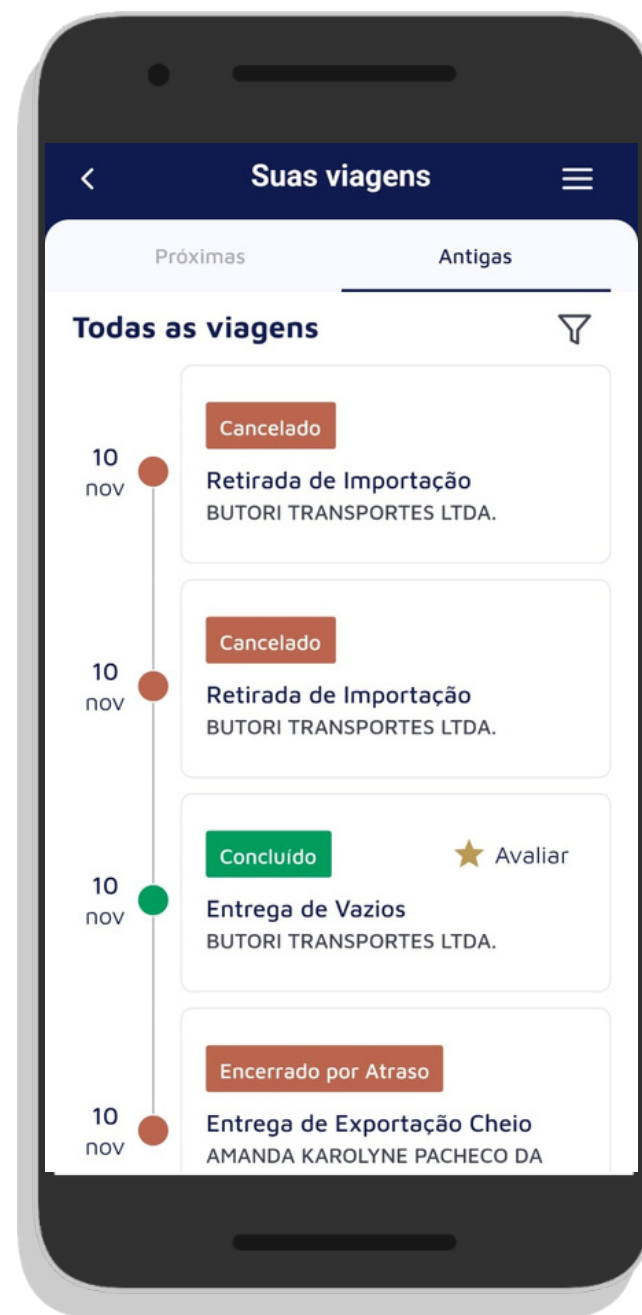 Suas viagens
Próximas Antigas
Todas as viagens
Cancelado
10
nov
Retirada de Importação
BUTORI TRANSPORTES LTDA.
Cancelado
10
nov
Retirada de Importação
BUTORI TRANSPORTES LTDA.
Concluído Avaliar
10
nov
Entrega de Vazios
BUTORI TRANSPORTES LTDA.
Encerrado por Atraso
10
nov
Entrega de Exportação Cheio
AMANDA KAROLYNE PACHECO DA